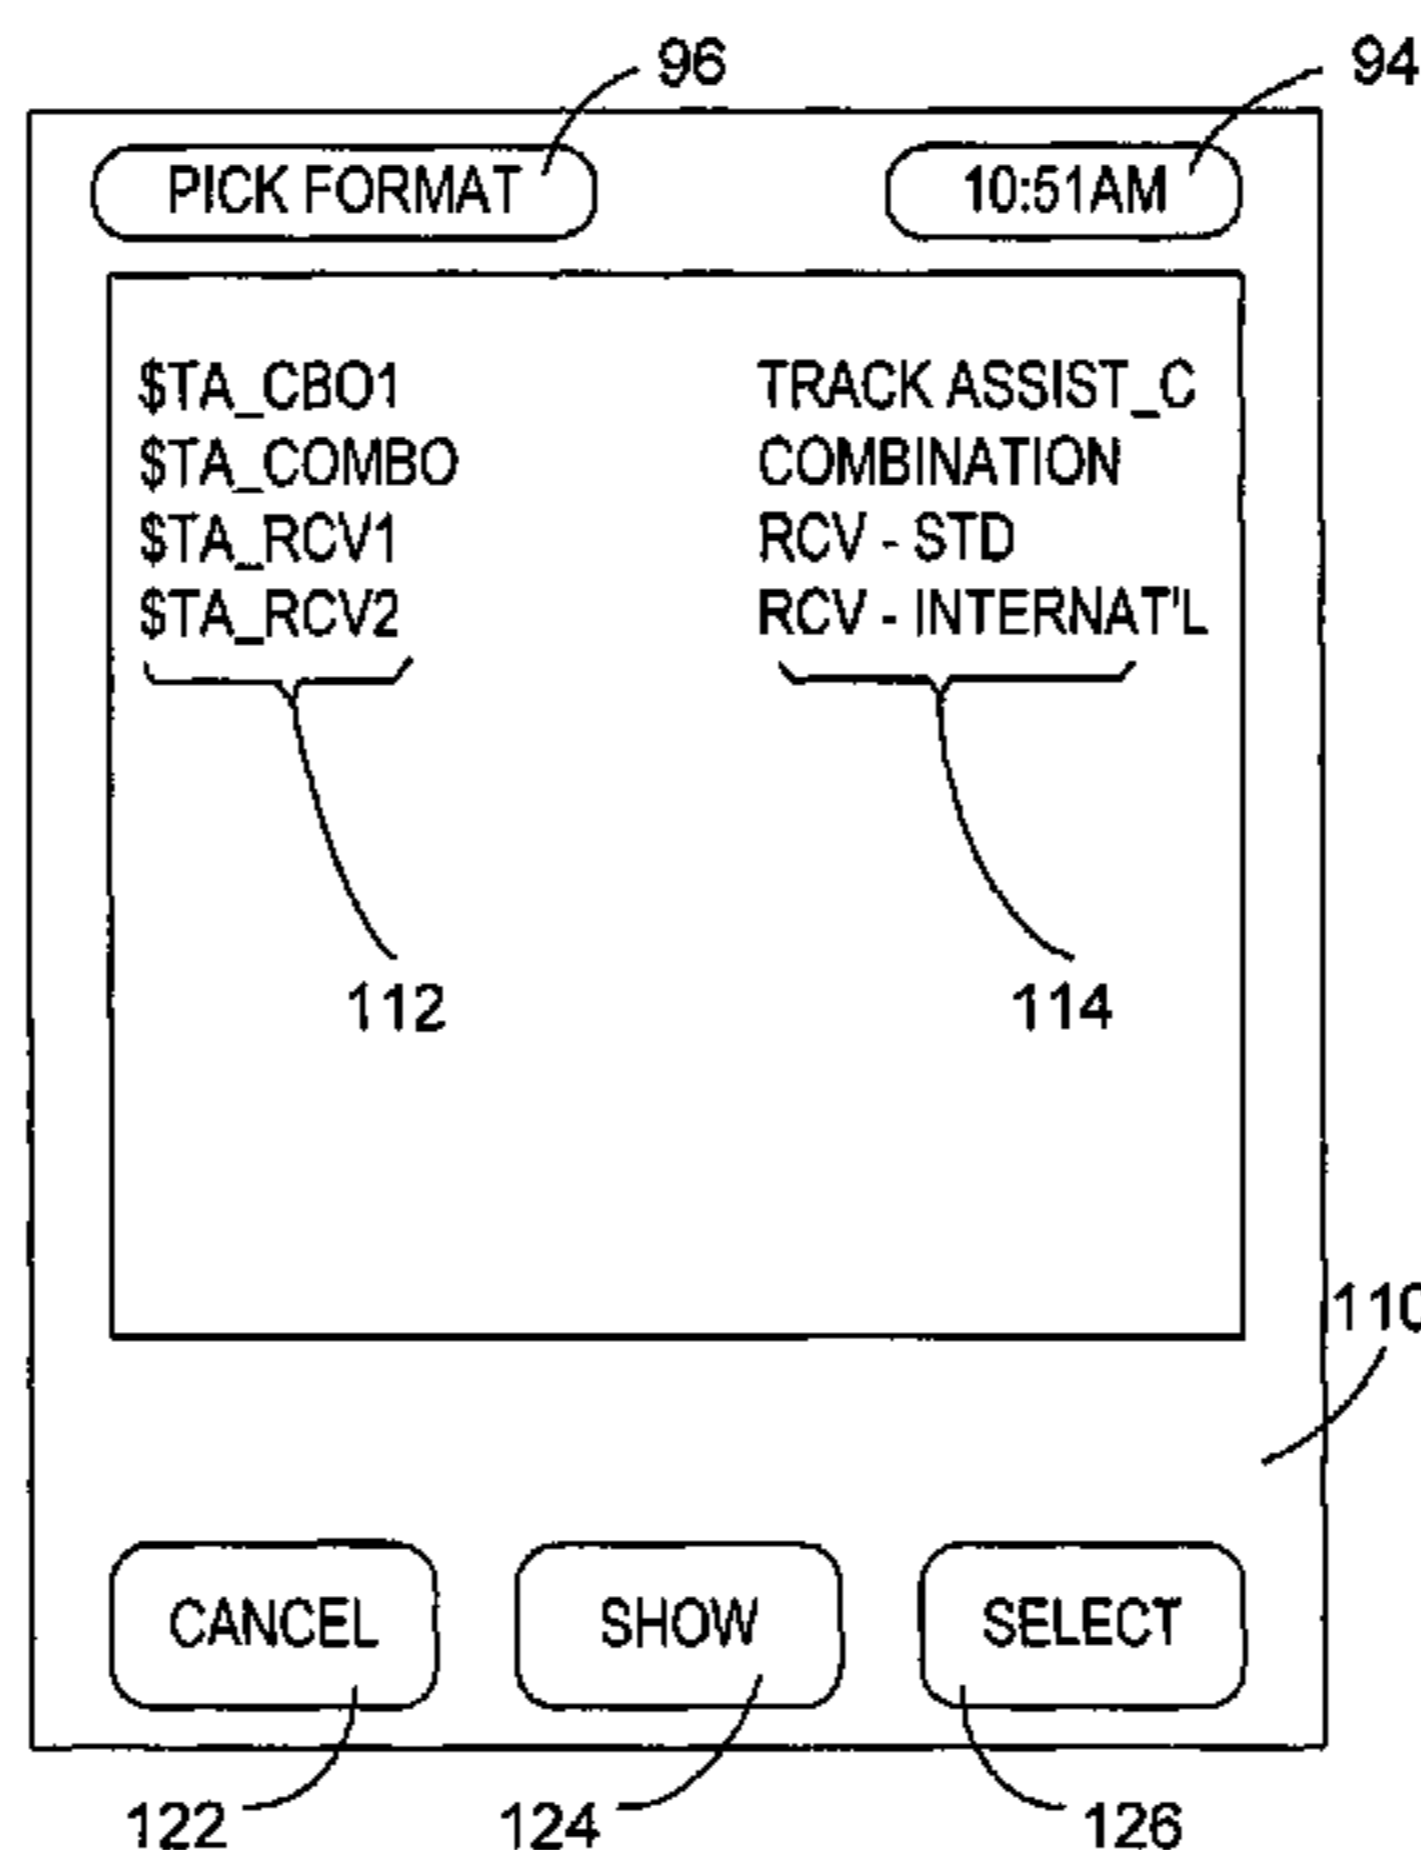 96 94
PICK FORMAT 10:51AM
$TA_CBO1 TRACK ASSIST_C
$TA_COMBO COMBINATION
$TA_RCV1 RCV - STD
$TA_RCV2 RCV - INTERNAT'L
112 114
110
CANCEL SHOW SELECT
122 124 126